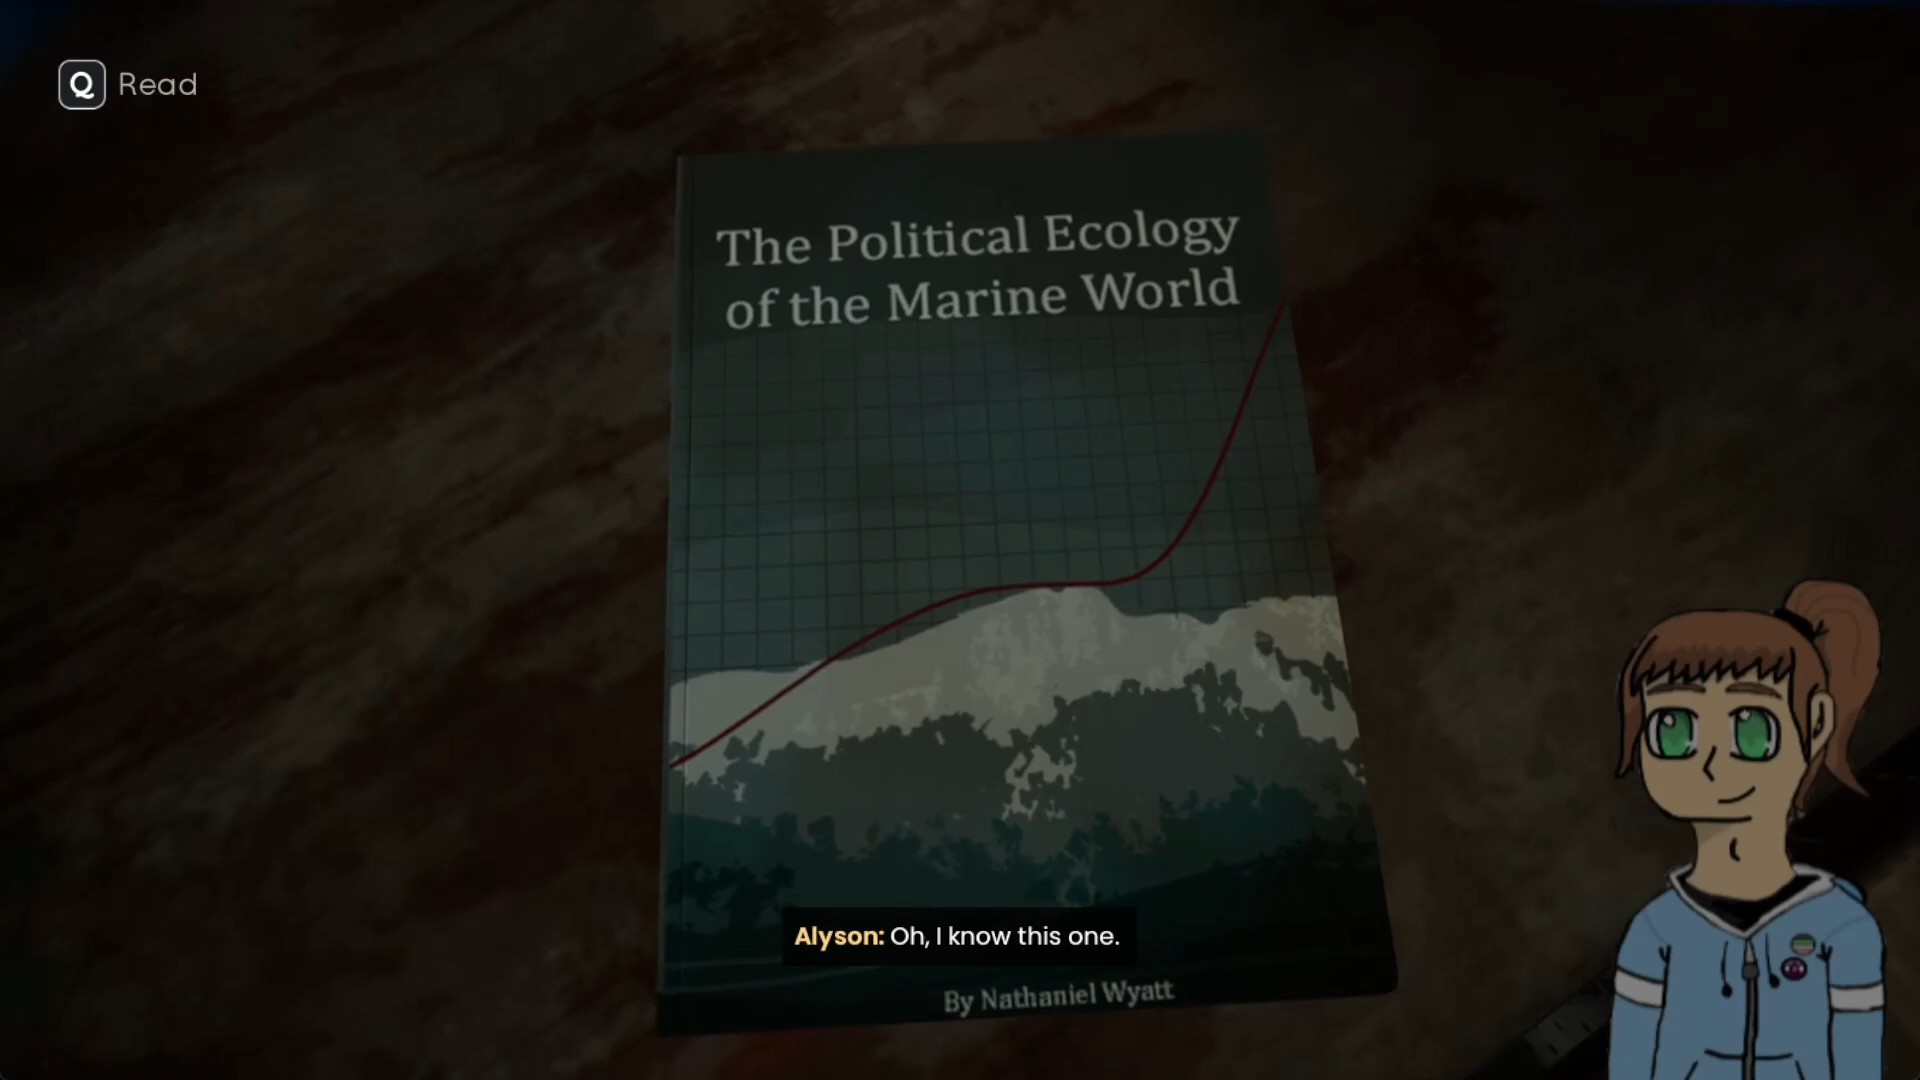 Q Read
The Political Ecology
of the Marine World
Alyson: Oh, I know this one.
By Nathaniel Wyatt